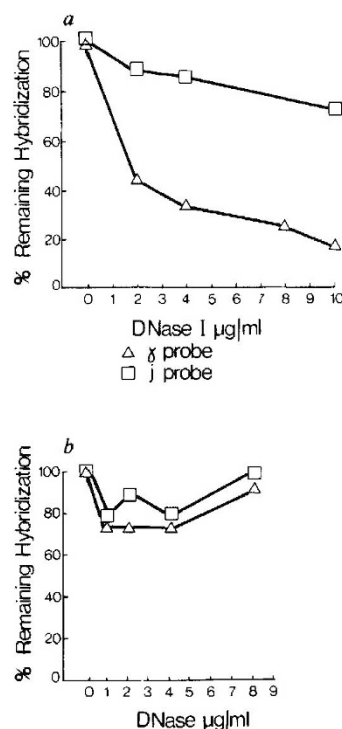 a
% Remaining Hybridization
100
80
60
40
20
0 1 2 3 4 5 6 7 8 9 10
DNase I µg/ml
△ γ probe
□ j probe
b
% Remaining Hybridization
100
80
60
40
20
0 1 2 3 4 5 6 7 8 9
DNase µg/ml